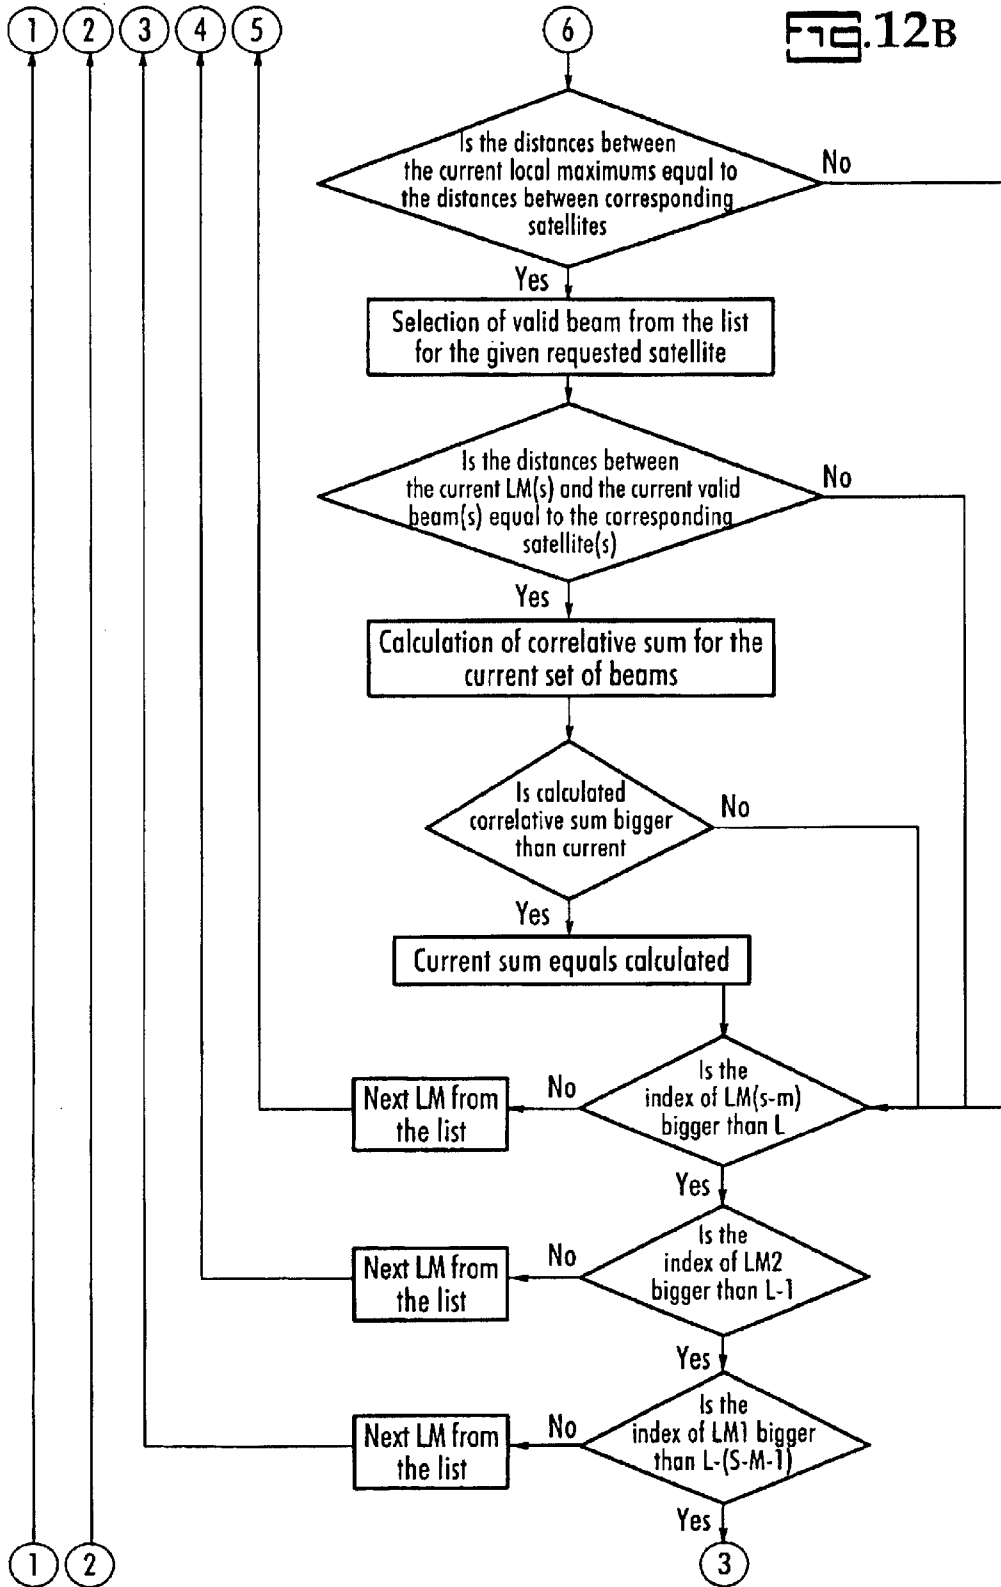 1 2 3 4 5 6
FIG.12B
Is the distances between
the current local maximums equal to
the distances between corresponding
satellites
No
Yes
Selection of valid beam from the list
for the given requested satellite
Is the distances between
the current LM(s) and the current valid
beam(s) equal to the corresponding
satellite(s)
No
Yes
Calculation of correlative sum for the
current set of beams
Is calculated
correlative sum bigger
than current
No
Yes
Current sum equals calculated
Is the
index of LM(s-m)
bigger than L
No
Next LM from
the list
Yes
Is the
index of LM2
bigger than L-1
No
Next LM from
the list
Yes
Is the
index of LM1 bigger
than L-(S-M-1)
No
Next LM from
the list
Yes
1 2 3